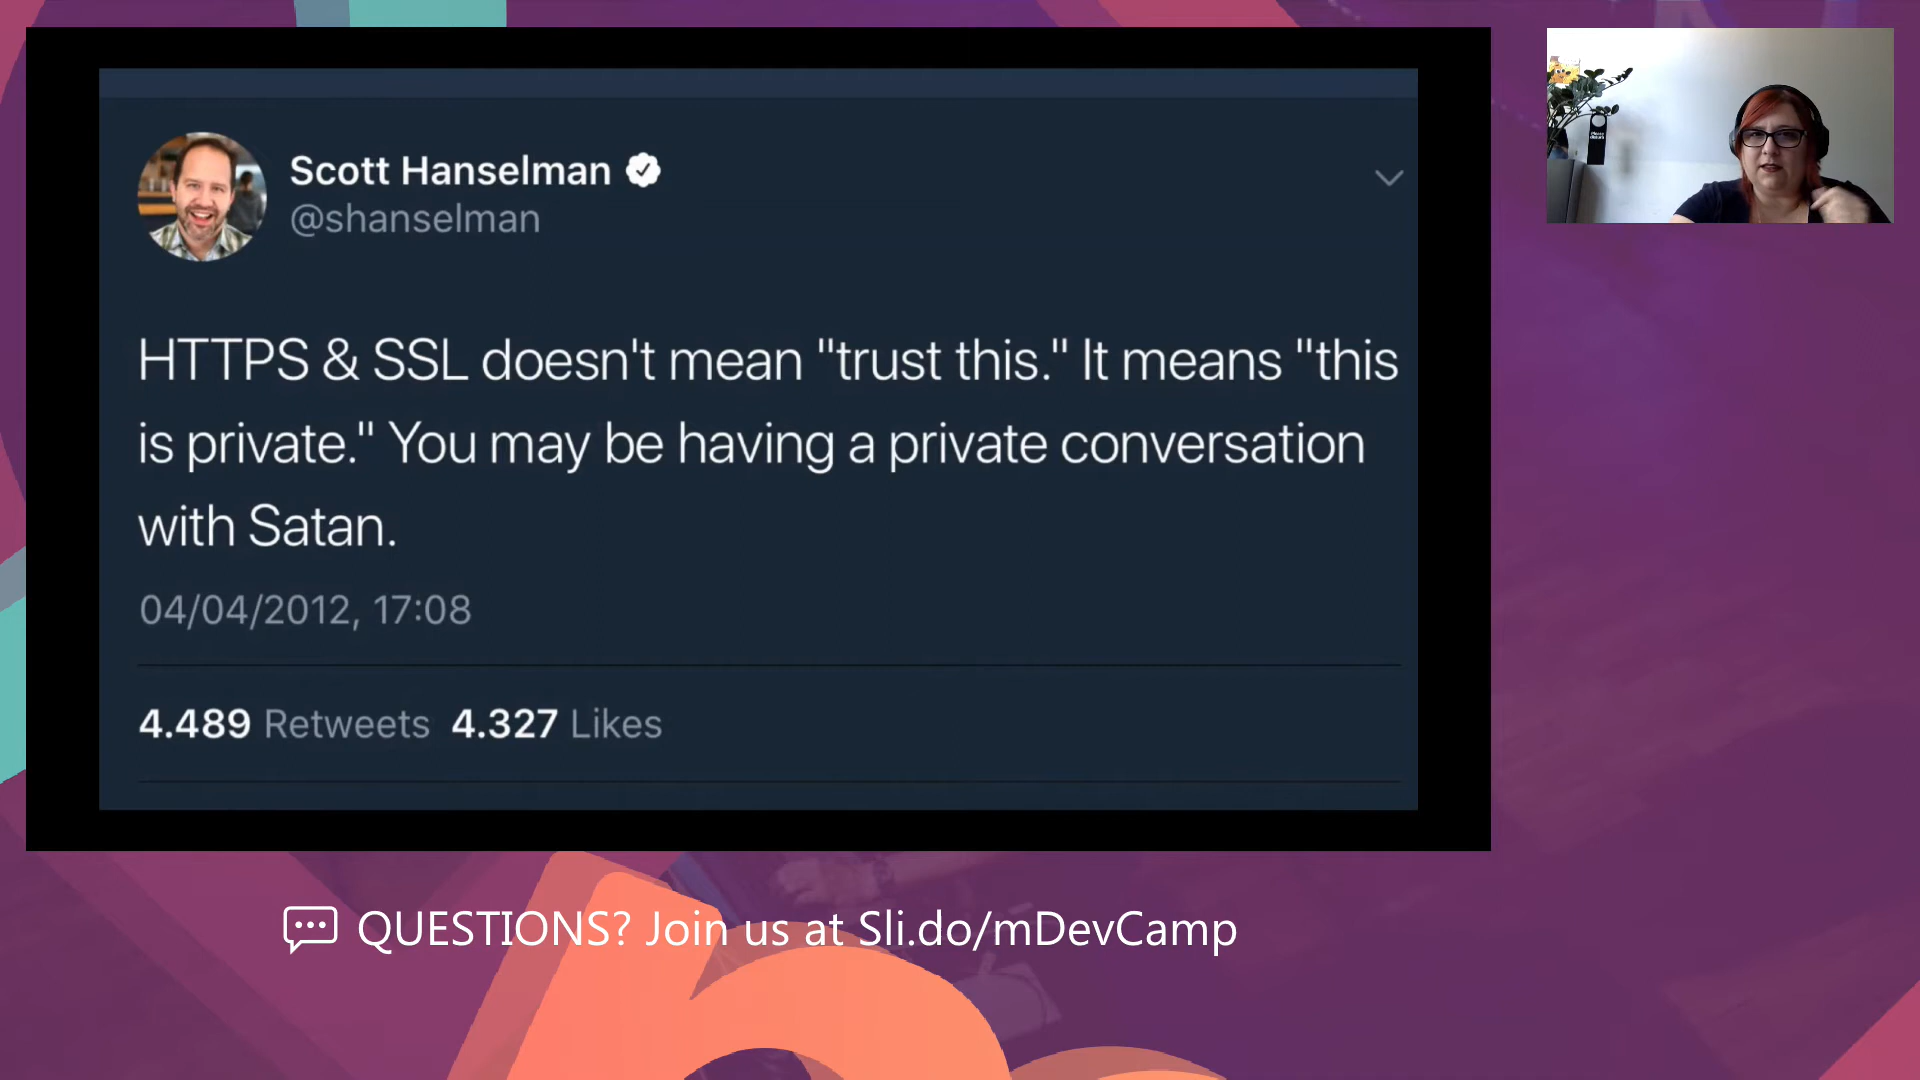 Scott Hanselman
@shanselman
HTTPS & SSL doesn't mean "trust this." It means "this
is private." You may be having a private conversation
with Satan.
04/04/2012, 17:08
4.489 Retweets 4.327 Likes
QUESTIONS? Join us at Sli.do/mDevCamp